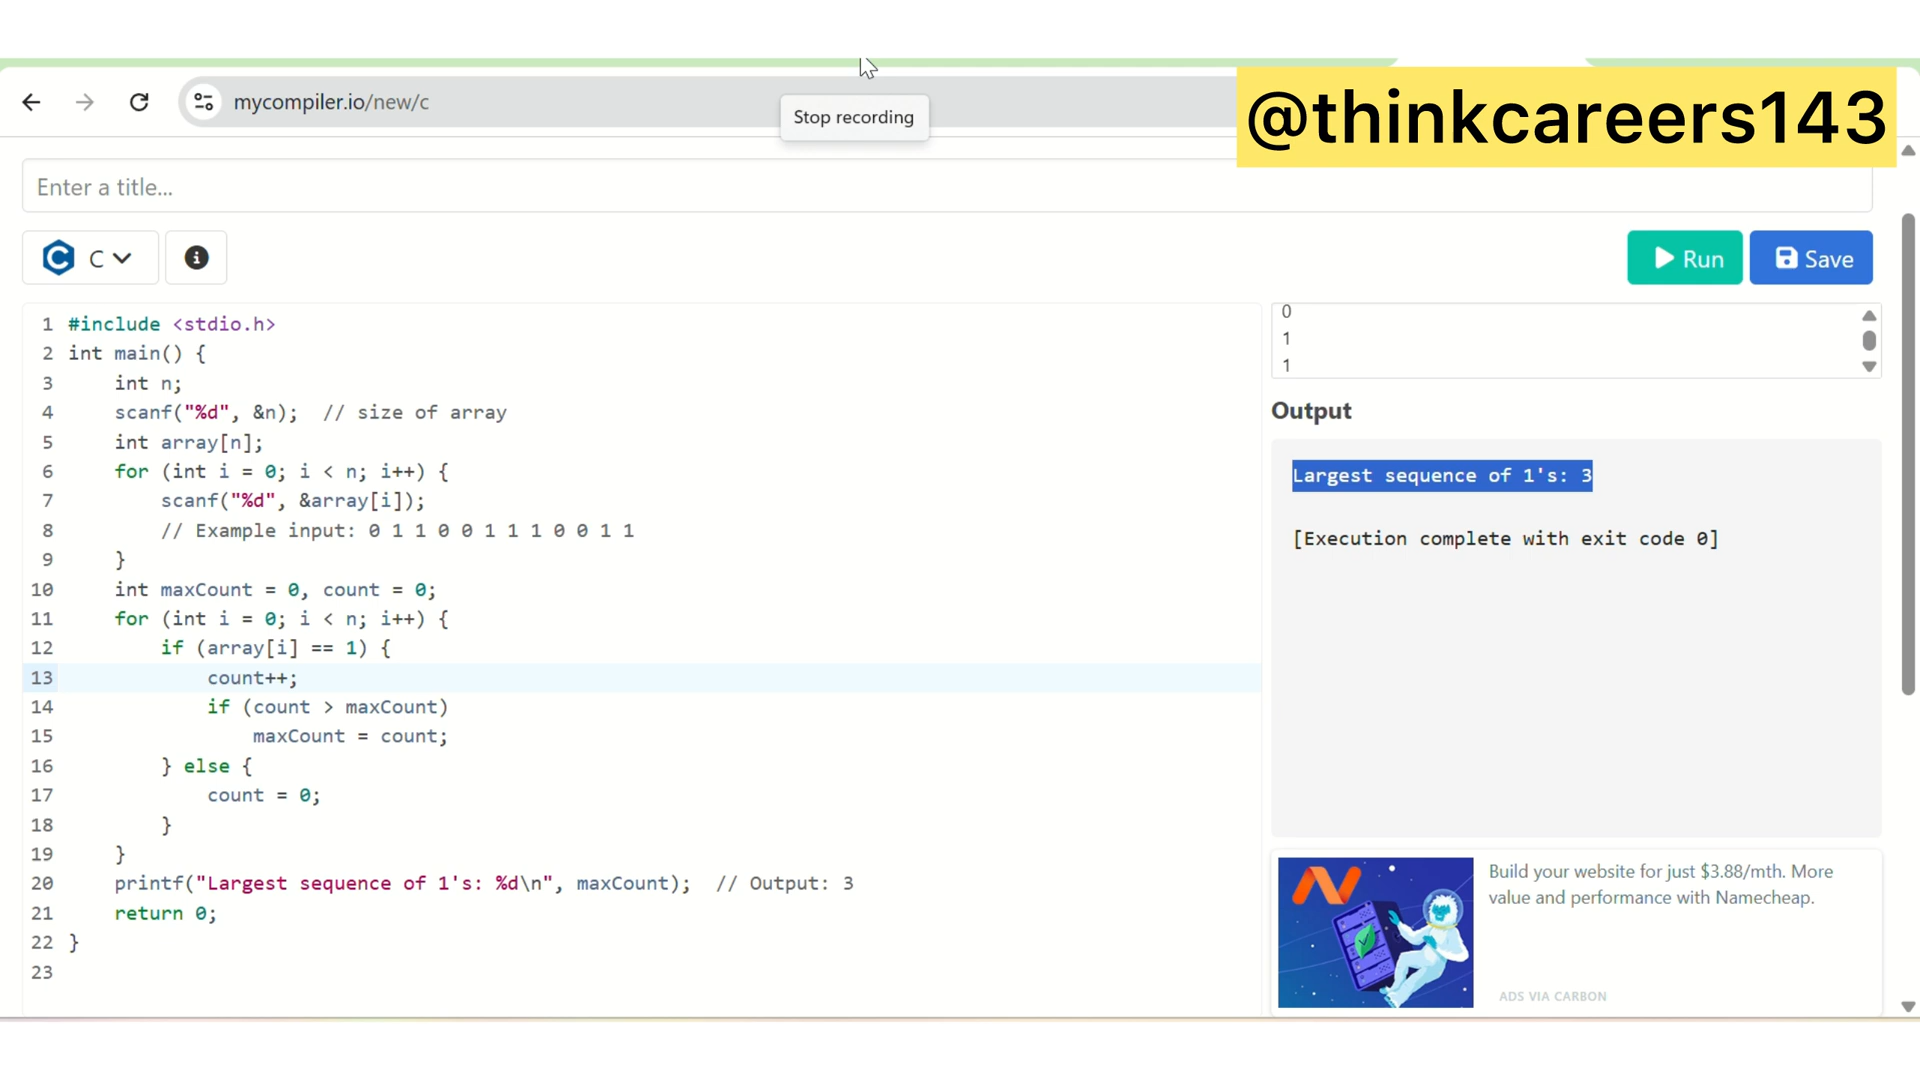 mycompiler.io/new/c
Stop recording
@thinkcareers143
Enter a title...
C
Run
Save
1 #include <stdio.h>
2 int main() {
3     int n;
4     scanf("%d", &n);  // size of array
5     int array[n];
6     for (int i = 0; i < n; i++) {
7         scanf("%d", &array[i]);
8         // Example input: 0 1 1 0 0 1 1 1 0 0 1 1
9     }
10     int maxCount = 0, count = 0;
11     for (int i = 0; i < n; i++) {
12         if (array[i] == 1) {
13             count++;
14             if (count > maxCount)
15                 maxCount = count;
16         } else {
17             count = 0;
18         }
19     }
20     printf("Largest sequence of 1's: %d\n", maxCount);  // Output: 3
21     return 0;
22 }
23
0
1
1
Output
Largest sequence of 1's: 3
[Execution complete with exit code 0]
Build your website for just $3.88/mth. More
value and performance with Namecheap.
ADS VIA CARBON